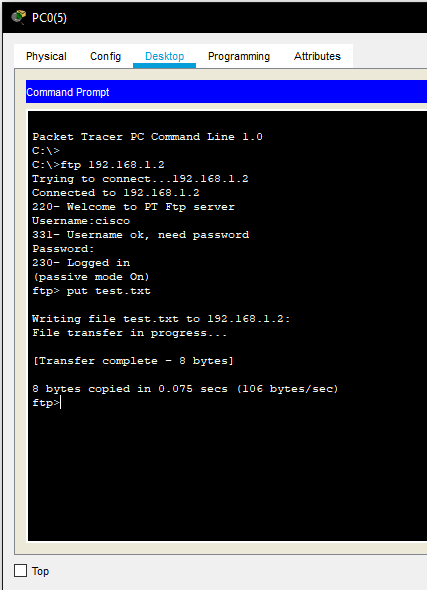 PC0(5)
Physical Config Desktop Programming Attributes
Command Prompt
Packet Tracer PC Command Line 1.0
C:\>
C:\>ftp 192.168.1.2
Trying to connect...192.168.1.2
Connected to 192.168.1.2
220- Welcome to PT Ftp server
Username:cisco
331- Username ok, need password
Password:
230- Logged in
(passive mode On)
ftp> put test.txt
Writing file test.txt to 192.168.1.2:
File transfer in progress...
[Transfer complete - 8 bytes]
8 bytes copied in 0.075 secs (106 bytes/sec)
ftp>
Top